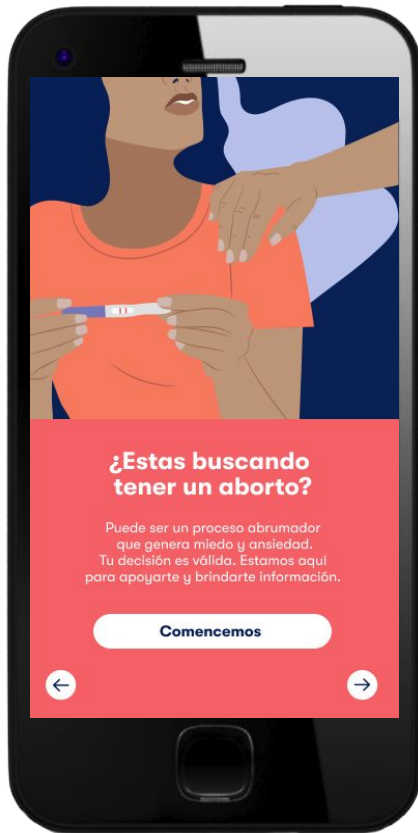 ¿Estas buscando
tener un aborto?
Puede ser un proceso abrumador
que genera miedo y ansiedad.
Tu decisión es válida. Estamos aquí
para apoyarte y brindarte información.
Comencemos